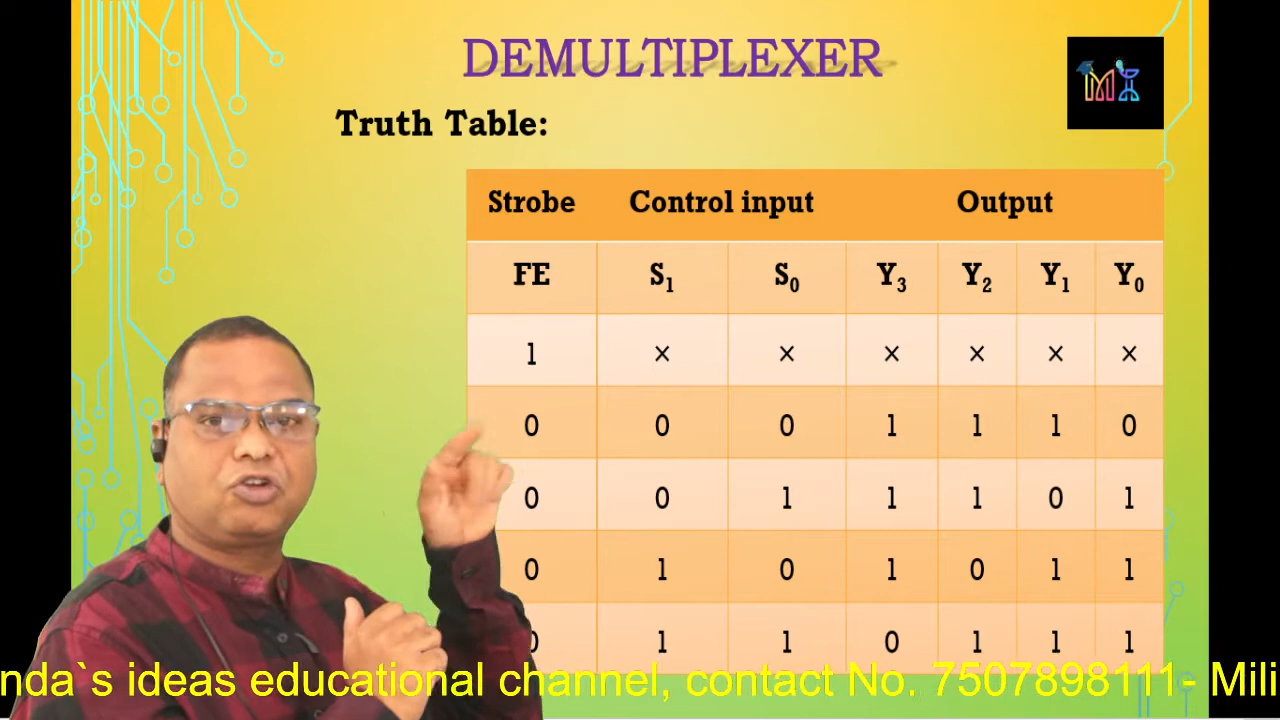 DEMULTIPLEXER
MI
Truth Table:
Strobe Control input Output
FE S₁ S₀ Y₃ Y₂ Y₁ Y₀
1 × × × × × ×
0 0 0 1 1 1 0
0 0 1 1 1 0 1
0 1 0 1 0 1 1
0 1 1 0 1 1 1
nda`s ideas educational channel, contact No. 7507898111- Mili